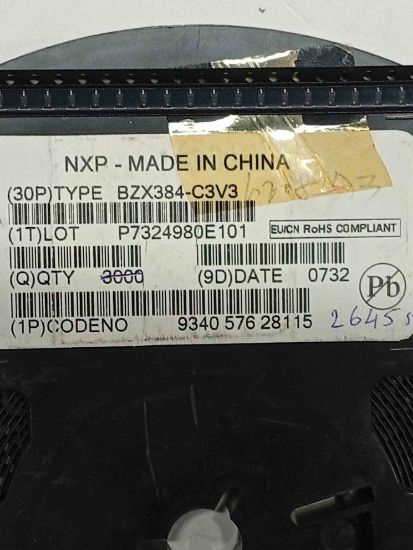 NXP - MADE IN CHINA
(30P)TYPE BZX384-C3V3
(1T)LOT P7324980E101 EU/CN RoHS COMPLIANT
(Q)QTY 3000 (9D)DATE 0732 Pb
(1P)CODENO 9340 576 28115 2645